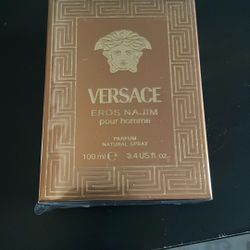 VERSACE
EROS NAJIM
pour homme
PARFUM
NATURAL SPRAY
100 ml ℮ 3.4 US fl. oz.